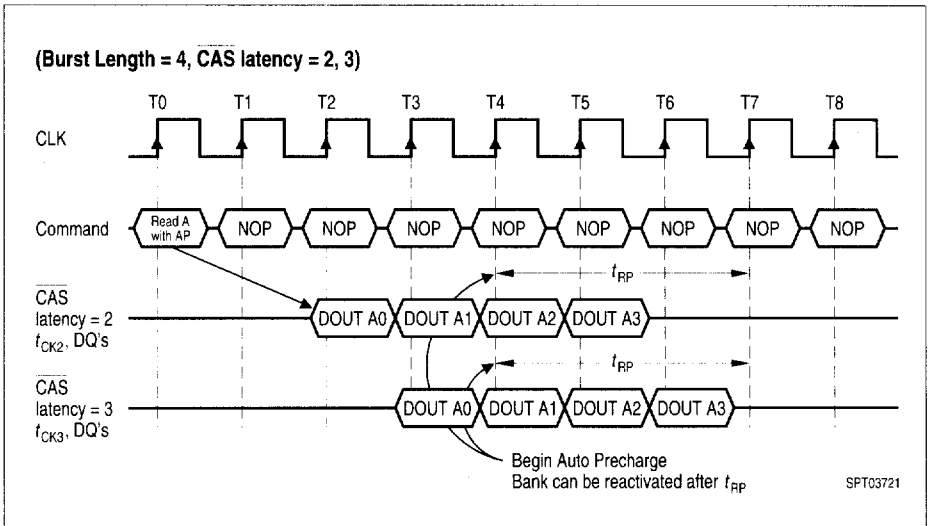 (Burst Length = 4, CAS latency = 2, 3)
T0 T1 T2 T3 T4 T5 T6 T7 T8
CLK
Command
Read A
with AP
NOP NOP NOP NOP NOP NOP NOP NOP
tRP
CAS
latency = 2
tCK2, DQ's
DOUT A0 DOUT A1 DOUT A2 DOUT A3
tRP
CAS
latency = 3
tCK3, DQ's
DOUT A0 DOUT A1 DOUT A2 DOUT A3
Begin Auto Precharge
Bank can be reactivated after tRP
SPT03721